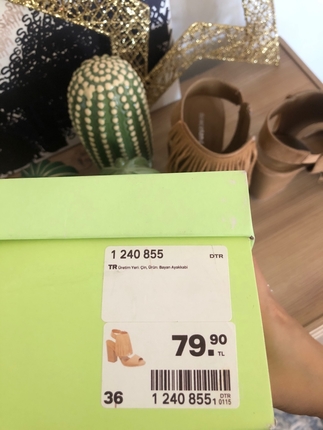 1 240 855 DTR
TR Üretim Yeri: Çin, Ürün: Bayan Ayakkabı
79.90 TL
36
1 240 855 1 DTR 0115